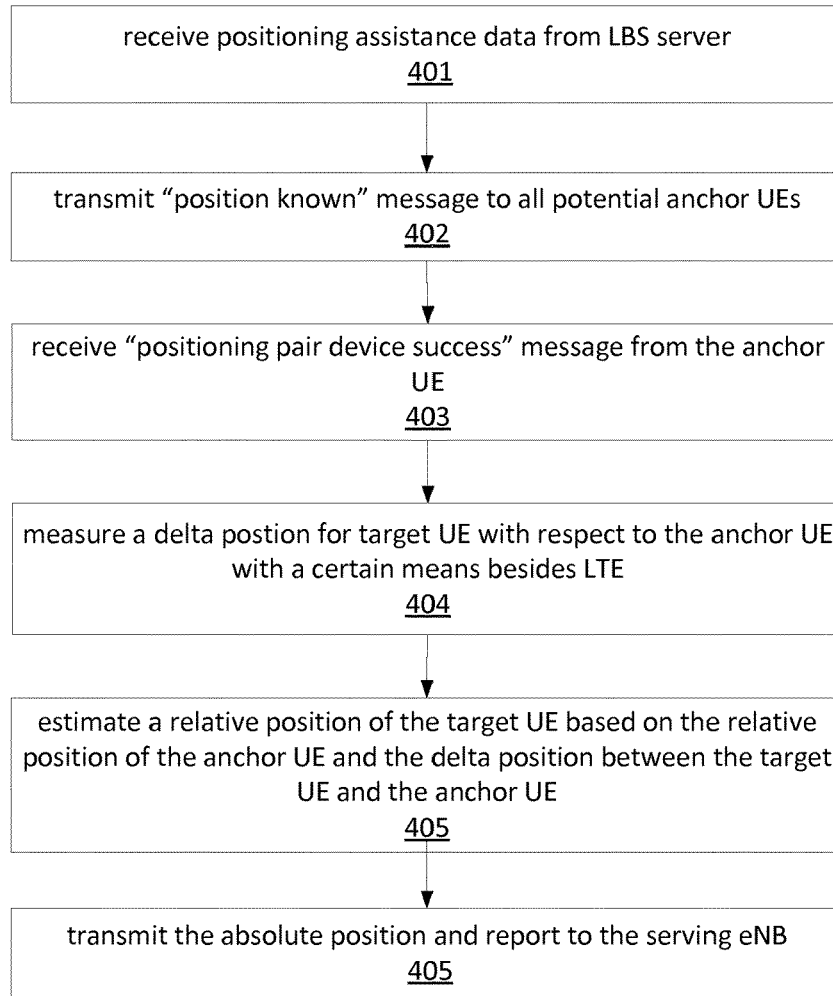 receive positioning assistance data from LBS server
401
transmit “position known” message to all potential anchor UEs
402
receive “positioning pair device success” message from the anchor
UE
403
measure a delta postion for target UE with respect to the anchor UE
with a certain means besides LTE
404
estimate a relative position of the target UE based on the relative
position of the anchor UE and the delta position between the target
UE and the anchor UE
405
transmit the absolute position and report to the serving eNB
405